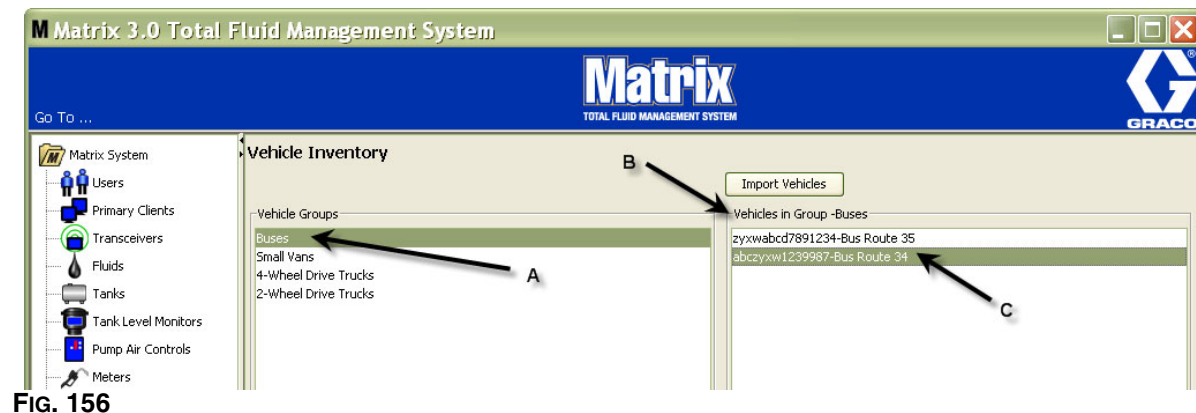 M Matrix 3.0 Total Fluid Management System
Matrix
TOTAL FLUID MANAGEMENT SYSTEM
GRACO
®
Go To ...
Matrix System
Users
Primary Clients
Transceivers
Fluids
Tanks
Tank Level Monitors
Pump Air Controls
Meters
Vehicle Inventory
Vehicle Groups
Buses
Small Vans
4-Wheel Drive Trucks
2-Wheel Drive Trucks
A
B
Import Vehicles
Vehicles in Group -Buses
zyxwabcd7891234-Bus Route 35
abczyxw1239987-Bus Route 34
C
FIG. 156